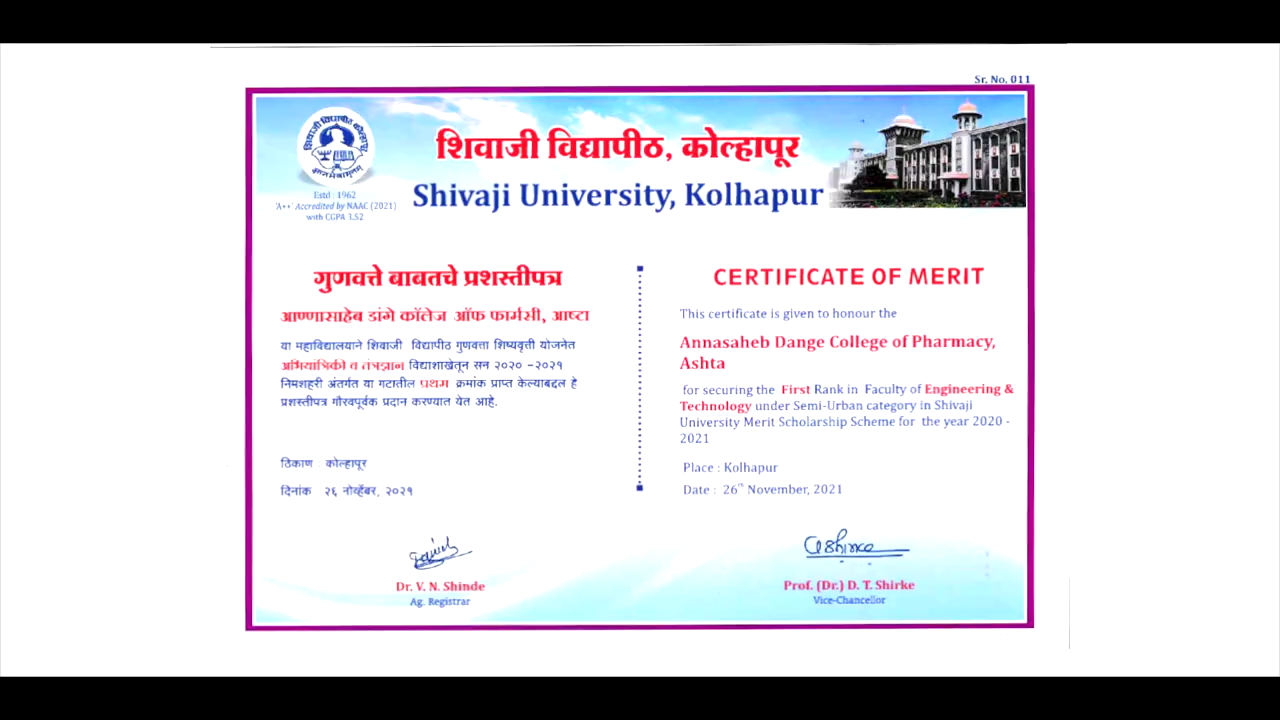 Sr. No. 011
शिवाजी विद्यापीठ, कोल्हापूर
Shivaji University, Kolhapur
शिवाजी विद्यापीठ, कोल्हापूर
Estd : 1962
'A++' Accredited by NAAC (2021)
with CGPA 3.52
गुणवत्ते बाबतचे प्रशस्तीपत्र
आण्णासाहेब डांगे कॉलेज ऑफ फार्मसी, आष्टा
या महाविद्यालयाने शिवाजी विद्यापीठ गुणवत्ता शिष्यवृत्ती योजनेत
अभियांत्रिकी व तंत्रज्ञान विद्याशाखेतून सन २०२० -२०२१
निमशहरी अंतर्गत या गटातील प्रथम क्रमांक प्राप्त केल्याबद्दल हे
प्रशस्तीपत्र गौरवपूर्वक प्रदान करण्यात येत आहे.
ठिकाण : कोल्हापूर
दिनांक २६ नोव्हेंबर, २०२१
Dr. V. N. Shinde
Ag. Registrar
CERTIFICATE OF MERIT
This certificate is given to honour the
Annasaheb Dange College of Pharmacy,
Ashta
for securing the First Rank in Faculty of Engineering &
Technology under Semi-Urban category in Shivaji
University Merit Scholarship Scheme for the year 2020 -
2021
Place : Kolhapur
Date : 26th November, 2021
Prof. (Dr.) D. T. Shirke
Vice-Chancellor